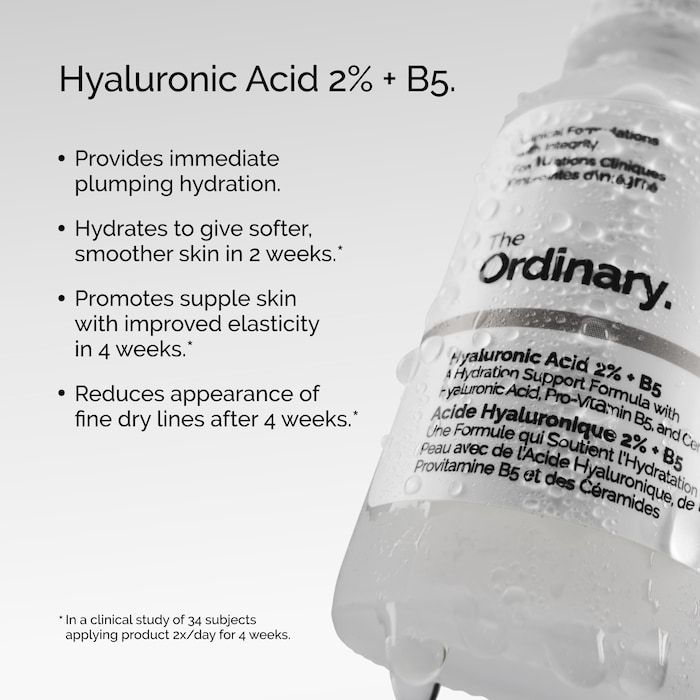 Hyaluronic Acid 2% + B5.
• Provides immediate
plumping hydration.
• Hydrates to give softer,
smoother skin in 2 weeks.*
• Promotes supple skin
with improved elasticity
in 4 weeks.*
• Reduces appearance of
fine dry lines after 4 weeks.*
* In a clinical study of 34 subjects
applying product 2x/day for 4 weeks.
Integrity
Cliniques
The
Ordinary.
Hyaluronic Acid 2% + B5
A Hydration Support Formula with
Hyaluronic Acid, Pro-Vitamin B5, and
Acide Hyaluronique 2% + B5
Une Formule qui Soutient l'Hydratation
Peau avec de l'Acide Hyaluronique, de
Provitamine B5 et des Céramides